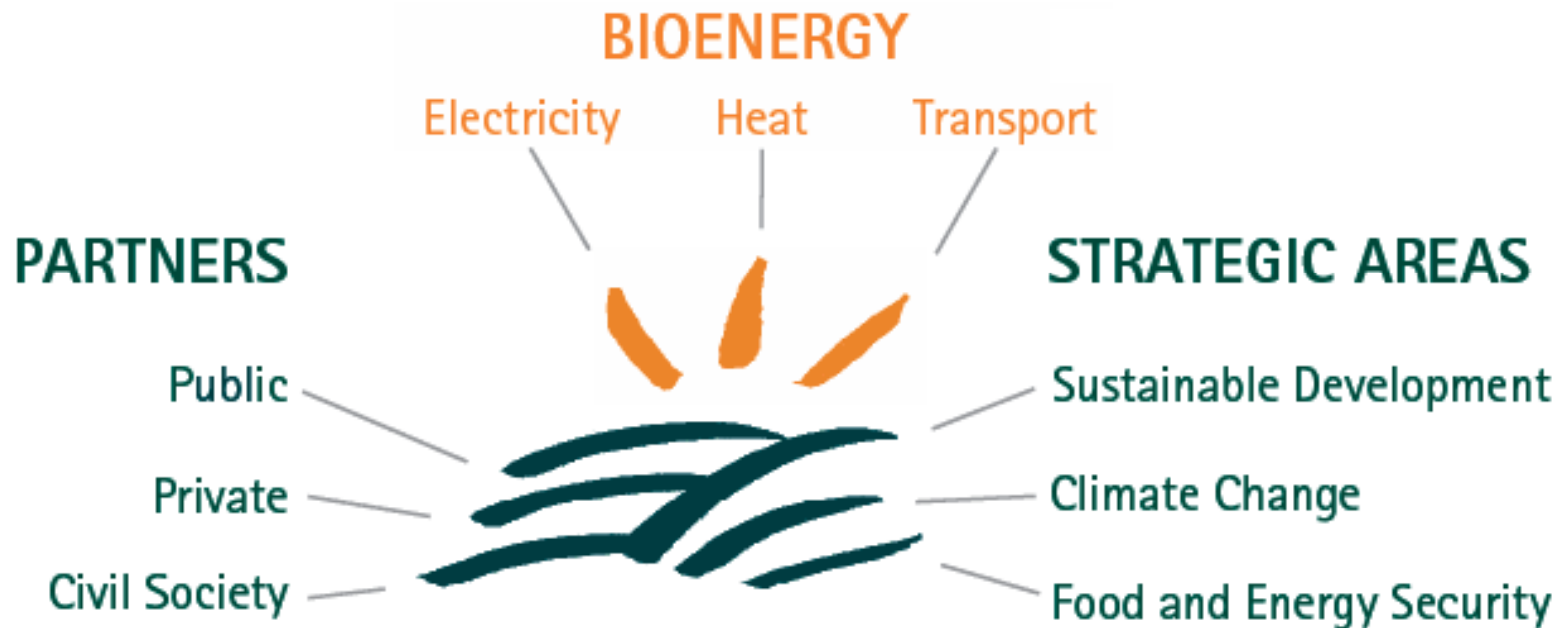 BIOENERGY
Electricity Heat Transport
PARTNERS
Public
Private
Civil Society
STRATEGIC AREAS
Sustainable Development
Climate Change
Food and Energy Security